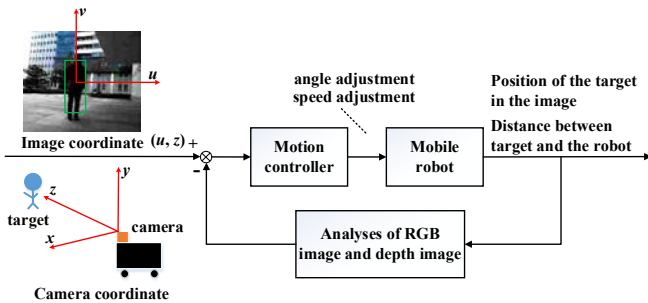 v
u
Image coordinate (u, z) +
-
angle adjustment
speed adjustment
Motion
controller
Mobile
robot
Position of the target
in the image
Distance between
target and the robot
Analyses of RGB
image and depth image
y
z
x
target
camera
Camera coordinate